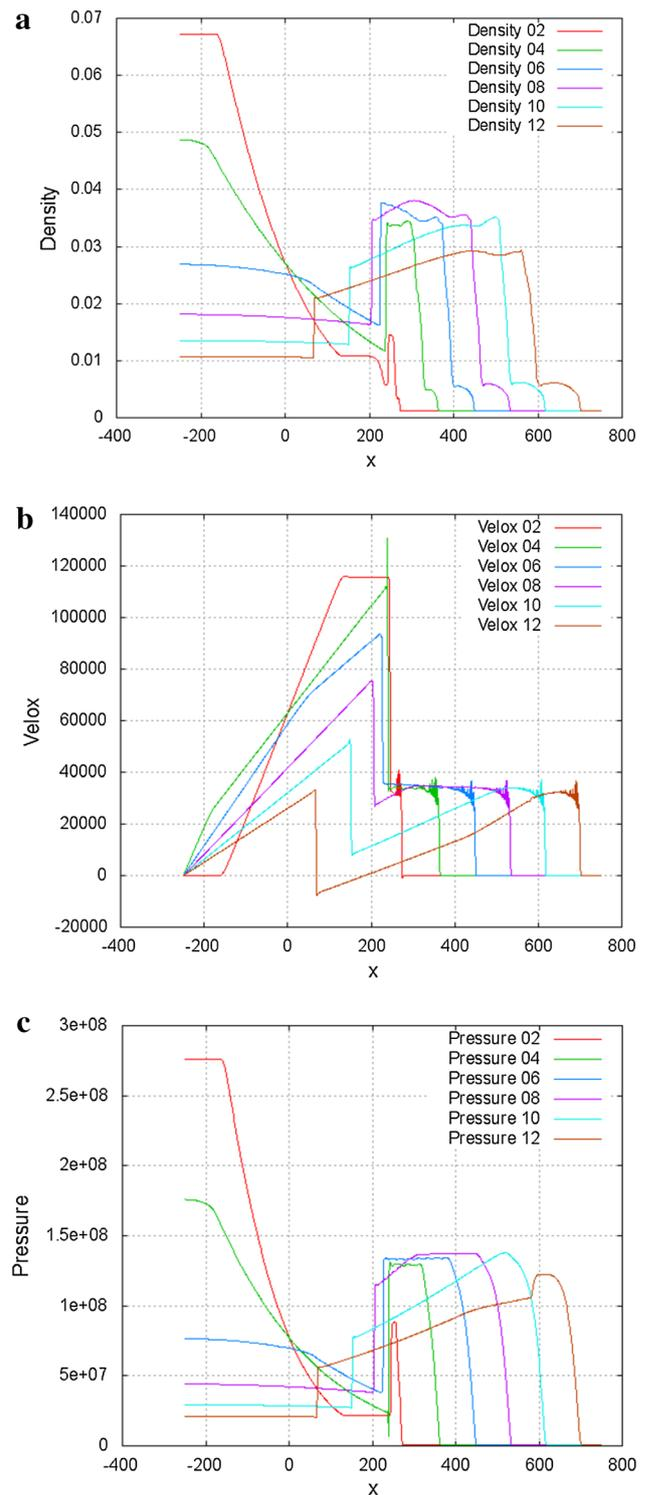 a
0.07
0.06
0.05
0.04
0.03
0.02
0.01
0
Density
Density 02
Density 04
Density 06
Density 08
Density 10
Density 12
-400 -200 0 200 400 600 800
x
b
140000
120000
100000
80000
60000
40000
20000
0
-20000
Velox
Velox 02
Velox 04
Velox 06
Velox 08
Velox 10
Velox 12
-400 -200 0 200 400 600 800
x
c
3e+08
2.5e+08
2e+08
1.5e+08
1e+08
5e+07
0
Pressure
Pressure 02
Pressure 04
Pressure 06
Pressure 08
Pressure 10
Pressure 12
-400 -200 0 200 400 600 800
x